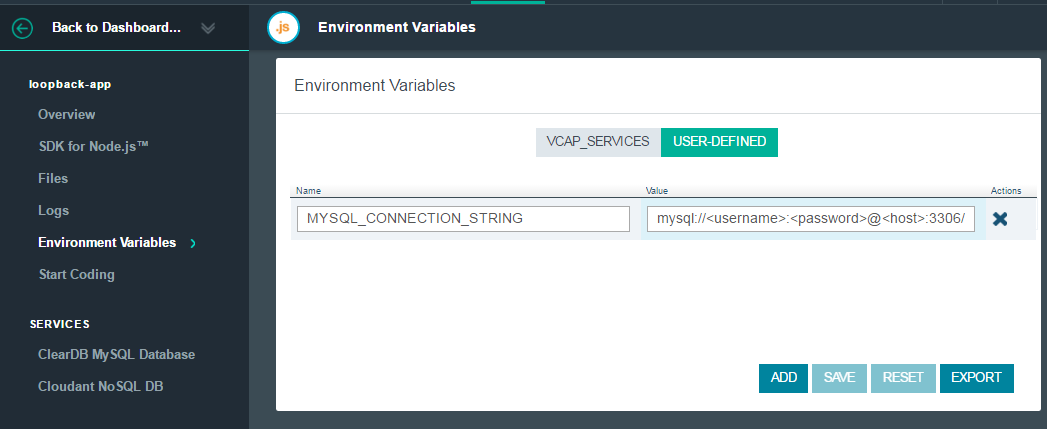 Back to Dashboard...
.js
Environment Variables
loopback-app
Overview
SDK for Node.js™
Files
Logs
Environment Variables
Start Coding
SERVICES
ClearDB MySQL Database
Cloudant NoSQL DB
Environment Variables
VCAP_SERVICES
USER-DEFINED
Name
Value
Actions
MYSQL_CONNECTION_STRING
mysql://<username>:<password>@<host>:3306/
ADD
SAVE
RESET
EXPORT